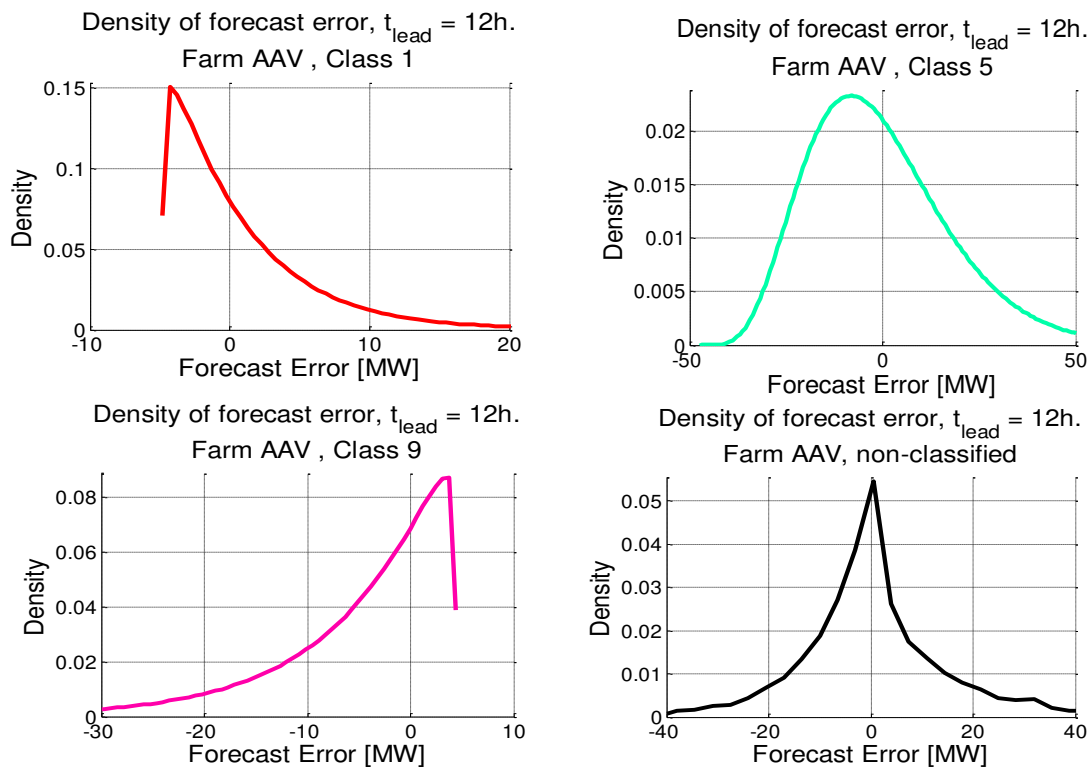 Density of forecast error, t_lead = 12h.
Farm AAV , Class 1
0.15
0.1
0.05
0
Density
-10
0
10
20
Forecast Error [MW]
Density of forecast error, t_lead = 12h.
Farm AAV , Class 5
0.02
0.015
0.01
0.005
0
Density
-50
0
50
Forecast Error [MW]
Density of forecast error, t_lead = 12h.
Farm AAV , Class 9
0.08
0.06
0.04
0.02
0
Density
-30
-20
-10
0
10
Forecast Error [MW]
Density of forecast error, t_lead = 12h.
Farm AAV, non-classified
0.05
0.04
0.03
0.02
0.01
0
Density
-40
-20
0
20
40
Forecast Error [MW]